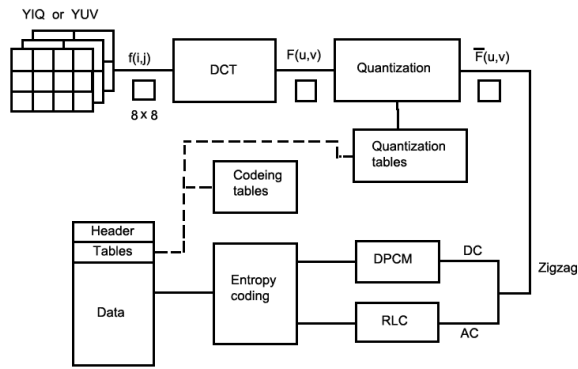 YIQ or YUV
f(i,j)
8 x 8
DCT
F(u,v)
Quantization
F̅(u,v)
Quantization
tables
Codeing
tables
Header
Tables
Data
Entropy
coding
DPCM
DC
RLC
AC
Zigzag